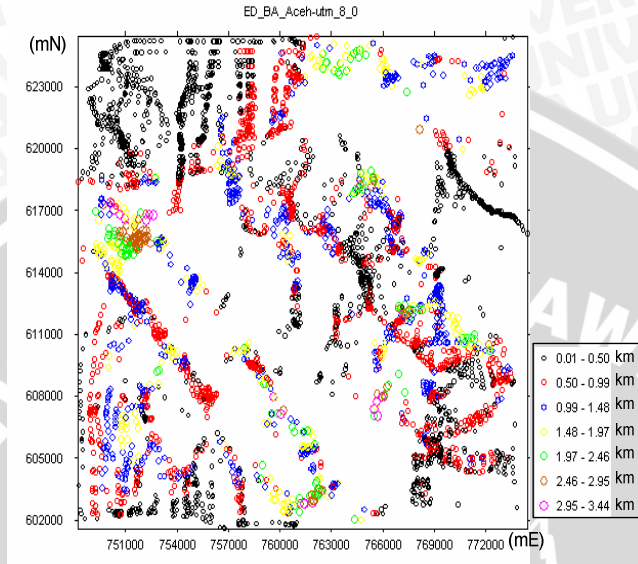 ED_BA_Aceh-utm_8_0
(mN)
623000
620000
617000
614000
611000
608000
605000
602000
751000 754000 757000 760000 763000 766000 769000 772000 (mE)
0.01 - 0.50 km
0.50 - 0.99 km
0.99 - 1.48 km
1.48 - 1.97 km
1.97 - 2.46 km
2.46 - 2.95 km
2.95 - 3.44 km